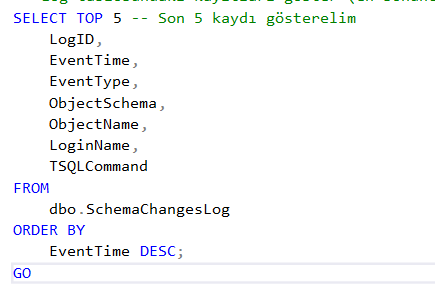 SELECT TOP 5 -- Son 5 kaydı gösterelim
    LogID,
    EventTime,
    EventType,
    ObjectSchema,
    ObjectName,
    LoginName,
    TSQLCommand
FROM
    dbo.SchemaChangesLog
ORDER BY
    EventTime DESC;
GO